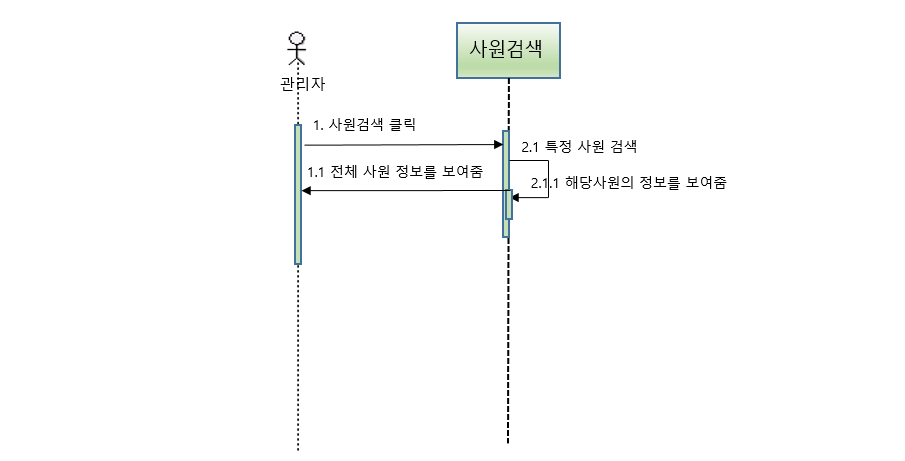 사원검색
관리자
1. 사원검색 클릭
2.1 특정 사원 검색
1.1 전체 사원 정보를 보여줌
2.1.1 해당사원의 정보를 보여줌